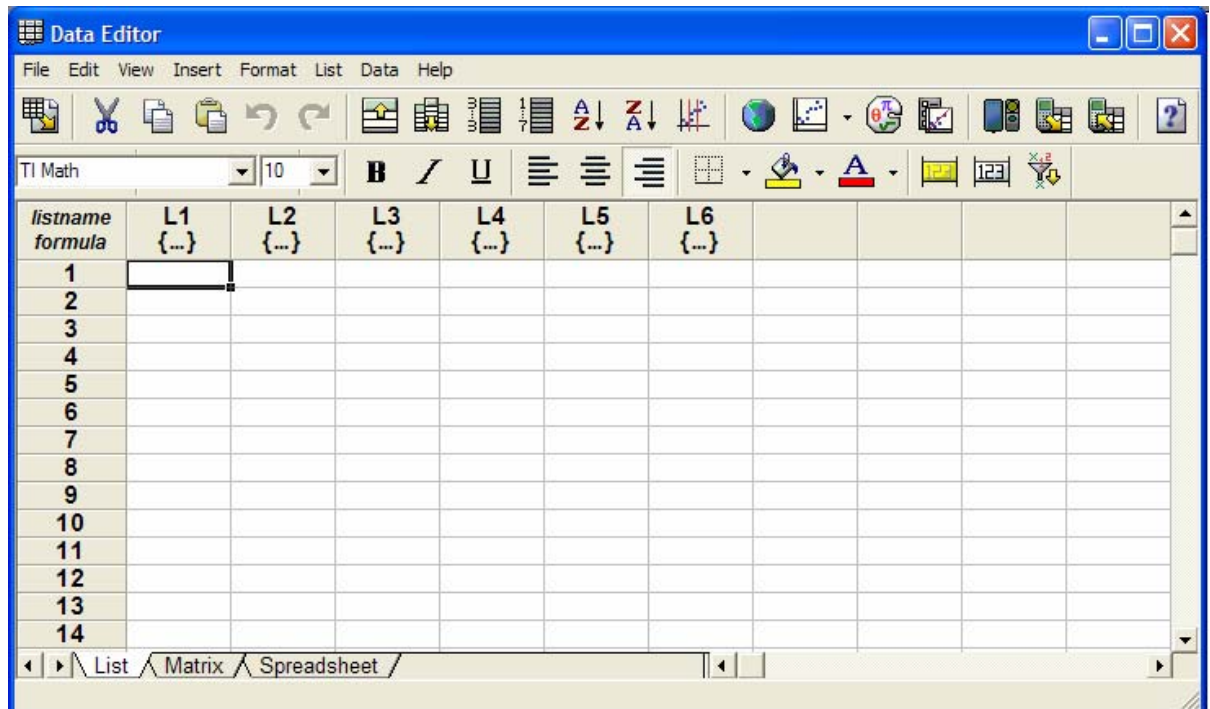 Data Editor
File Edit View Insert Format List Data Help
TI Math 10 B I U A 123 123
listname L1 L2 L3 L4 L5 L6
formula {...} {...} {...} {...} {...} {...}
1
2
3
4
5
6
7
8
9
10
11
12
13
14
List Matrix Spreadsheet